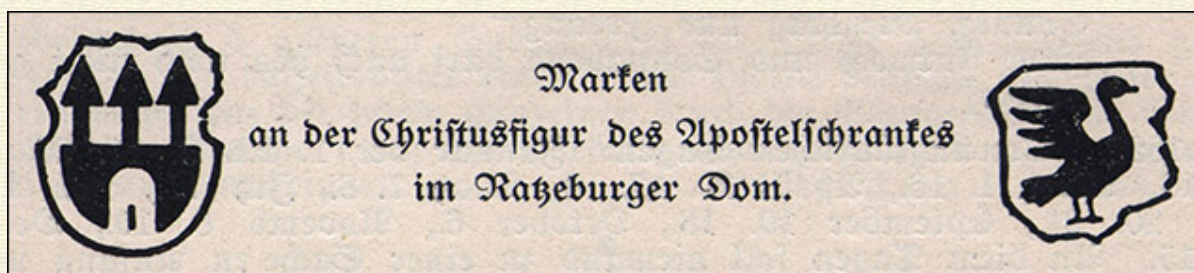 Marken
an der Christusfigur des Apostelschrankes
im Ratzeburger Dom.